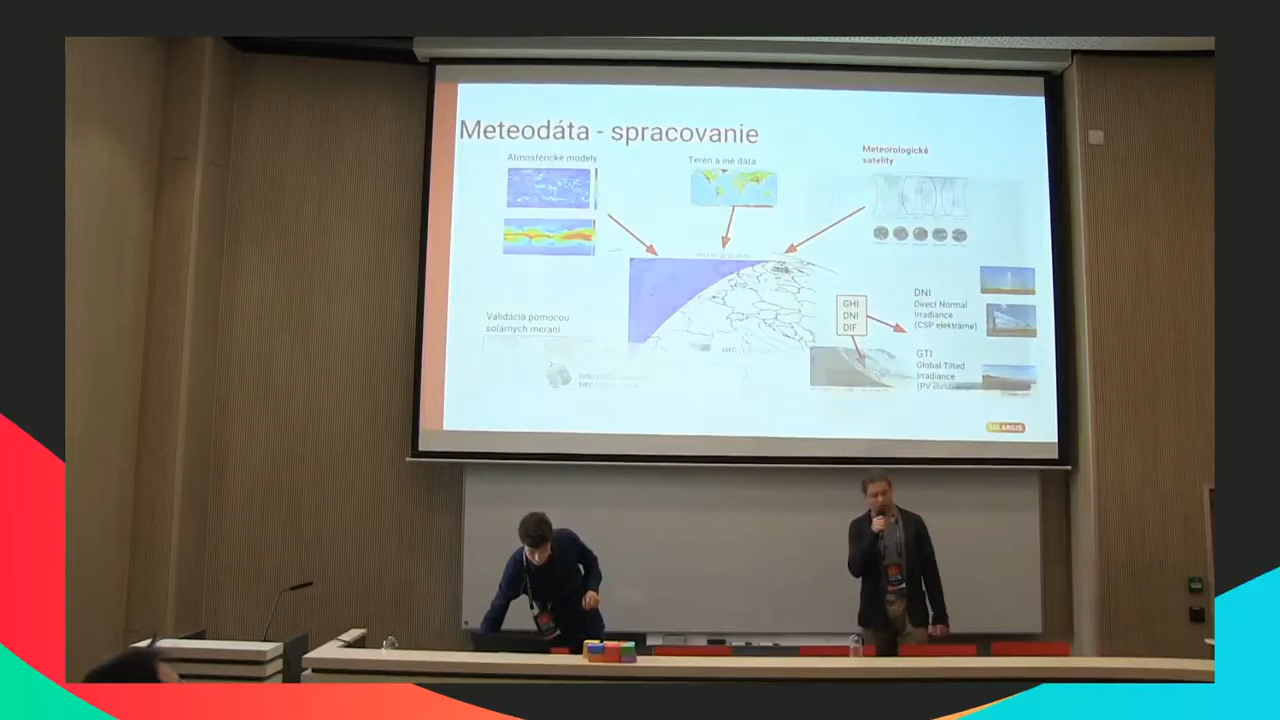 Meteodáta - spracovanie
Atmosférické modely
Terén a iné dáta
Meteorologické
satelity
Validácia pomocou
solárnych meraní
GHI
DNI
DIF
DNI
Direct Normal
Irradiance
(CSP elektrárne)
GTI
Global Tilted
Irradiance
(PV
SOLARGIS